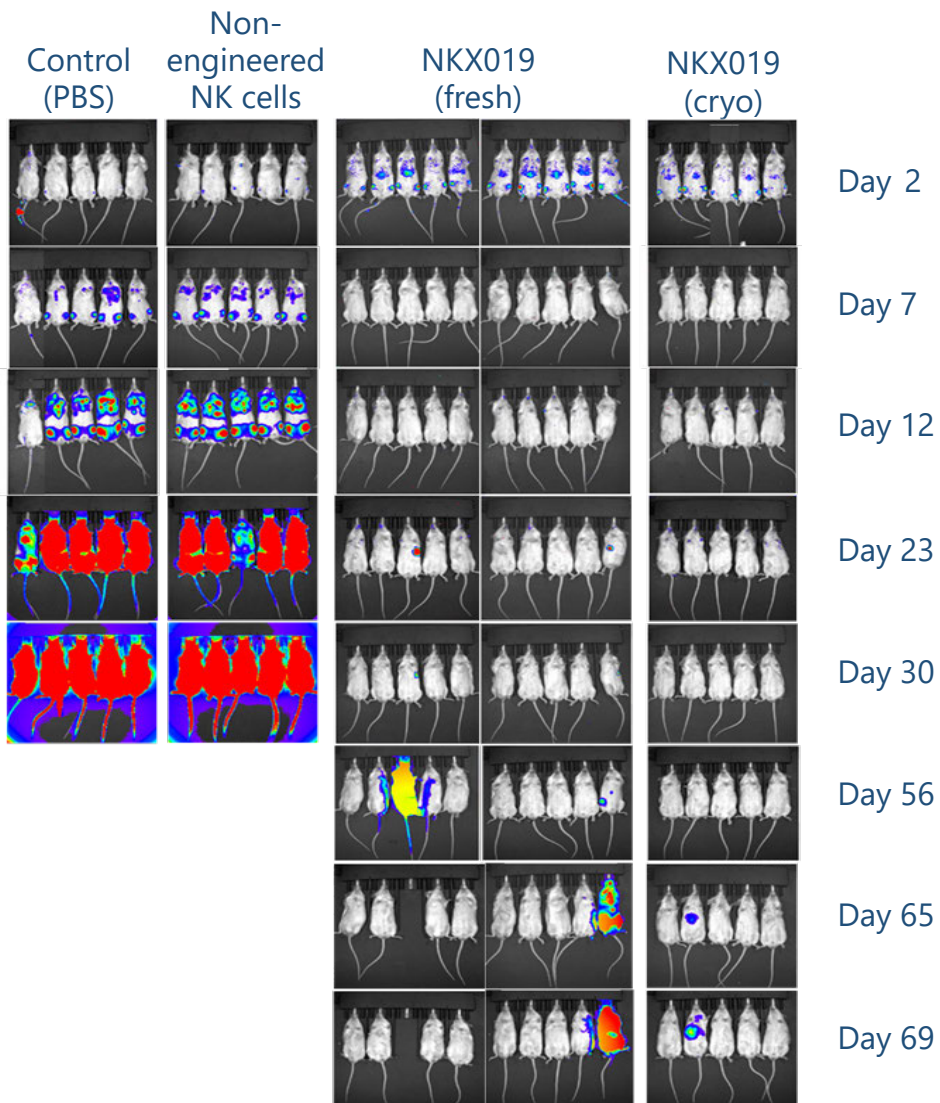 Control
(PBS)
Non-
engineered
NK cells
NKX019
(fresh)
NKX019
(cryo)
Day 2
Day 7
Day 12
Day 23
Day 30
Day 56
Day 65
Day 69